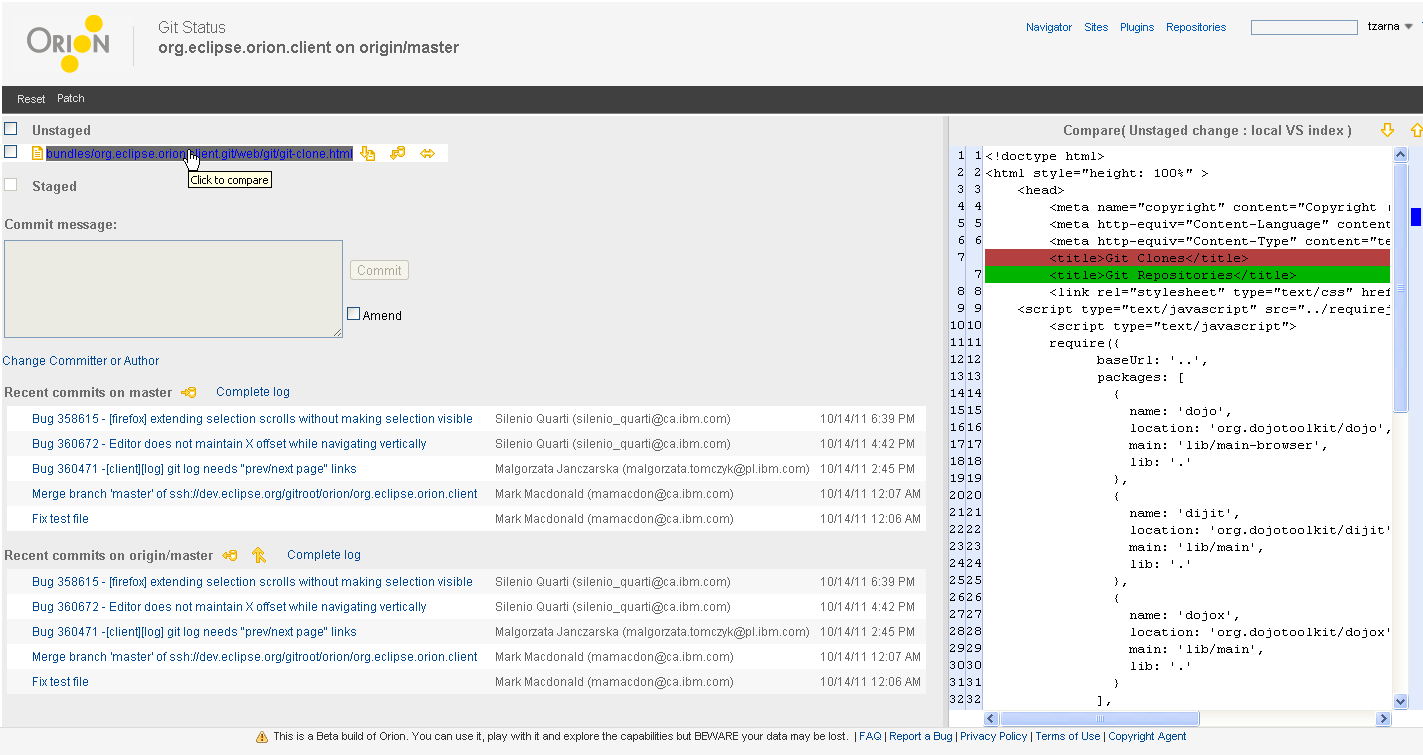 ORION
Git Status
org.eclipse.orion.client on origin/master
Navigator Sites Plugins Repositories tzarna
Reset Patch
Unstaged
bundles/org.eclipse.orion.client.git/web/git/git-clone.html
Click to compare
Staged
Commit message:
Commit
Amend
Change Committer or Author
Recent commits on master Complete log
Bug 358615 - [firefox] extending selection scrolls without making selection visible Silenio Quarti (silenio_quarti@ca.ibm.com) 10/14/11 6:39 PM
Bug 360672 - Editor does not maintain X offset while navigating vertically Silenio Quarti (silenio_quarti@ca.ibm.com) 10/14/11 4:42 PM
Bug 360471 -[client][log] git log needs "prev/next page" links Malgorzata Janczarska (malgorzata.tomczyk@pl.ibm.com) 10/14/11 2:45 PM
Merge branch 'master' of ssh://dev.eclipse.org/gitroot/orion/org.eclipse.orion.client Mark Macdonald (mamacdon@ca.ibm.com) 10/14/11 12:07 AM
Fix test file Mark Macdonald (mamacdon@ca.ibm.com) 10/14/11 12:06 AM
Recent commits on origin/master Complete log
Bug 358615 - [firefox] extending selection scrolls without making selection visible Silenio Quarti (silenio_quarti@ca.ibm.com) 10/14/11 6:39 PM
Bug 360672 - Editor does not maintain X offset while navigating vertically Silenio Quarti (silenio_quarti@ca.ibm.com) 10/14/11 4:42 PM
Bug 360471 -[client][log] git log needs "prev/next page" links Malgorzata Janczarska (malgorzata.tomczyk@pl.ibm.com) 10/14/11 2:45 PM
Merge branch 'master' of ssh://dev.eclipse.org/gitroot/orion/org.eclipse.orion.client Mark Macdonald (mamacdon@ca.ibm.com) 10/14/11 12:07 AM
Fix test file Mark Macdonald (mamacdon@ca.ibm.com) 10/14/11 12:06 AM
Compare( Unstaged change : local VS index )
1 1 <!doctype html>
2 2 <html style="height: 100%" >
3 3 <head>
4 4 <meta name="copyright" content="Copyright (
5 5 <meta http-equiv="Content-Language" content
6 6 <meta http-equiv="Content-Type" content="te
7 <title>Git Clones</title>
7 <title>Git Repositories</title>
8 8 <link rel="stylesheet" type="text/css" href
9 9 <script type="text/javascript" src="../requirej
10 10 <script type="text/javascript">
11 11 require({
12 12 baseUrl: '..',
13 13 packages: [
14 14 {
15 15 name: 'dojo',
16 16 location: 'org.dojotoolkit/dojo',
17 17 main: 'lib/main-browser',
18 18 lib: '.'
19 19 },
20 20 {
21 21 name: 'dijit',
22 22 location: 'org.dojotoolkit/dijit'
23 23 main: 'lib/main',
24 24 lib: '.'
25 25 },
26 26 {
27 27 name: 'dojox',
28 28 location: 'org.dojotoolkit/dojox'
29 29 main: 'lib/main',
30 30 lib: '.'
31 31 }
32 32 ],
This is a Beta build of Orion. You can use it, play with it and explore the capabilities but BEWARE your data may be lost. | FAQ | Report a Bug | Privacy Policy | Terms of Use | Copyright Agent